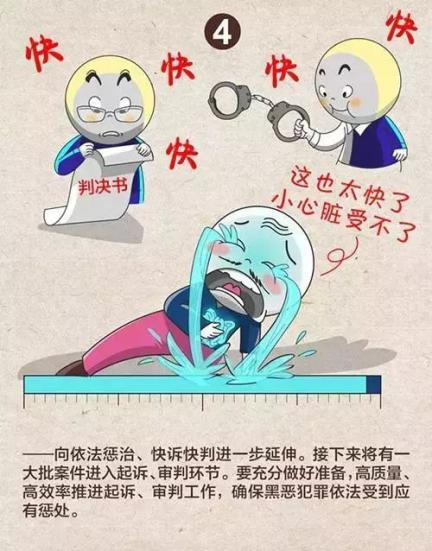 4
快
快
快
快
快
判决书
这也太快了
小心脏受不了
——向依法惩治、快诉快判进一步延伸。接下来将有一
大批案件进入起诉、审判环节。要充分做好准备,高质量、
高效率推进起诉、审判工作，确保黑恶犯罪依法受到应
有惩处。